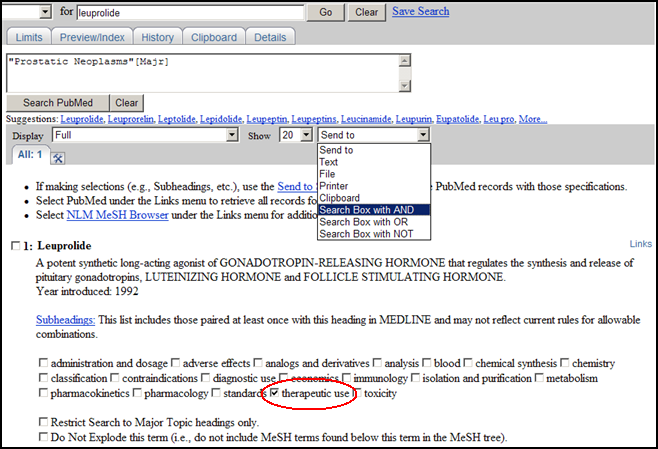 for leuprolide Go Clear Save Search
Limits Preview/Index History Clipboard Details
"Prostatic Neoplasms"[Majr]
Search PubMed Clear
Suggestions: Leuprolide, Leuprorelin, Leptolide, Lepidolide, Leupeptin, Leupeptins, Leucinamide, Leupurin, Eupatolide, Leu pro, More...
Display Full Show 20 Send to
All: 1
Send to
Text
File
Printer
Clipboard
Search Box with AND
Search Box with OR
Search Box with NOT
If making selections (e.g., Subheadings, etc.), use the Send to PubMed records with those specifications.
Select PubMed under the Links menu to retrieve all records fo
Select NLM MeSH Browser under the Links menu for additio
1: Leuprolide Links
A potent synthetic long-acting agonist of GONADOTROPIN-RELEASING HORMONE that regulates the synthesis and release of
pituitary gonadotropins, LUTEINIZING HORMONE and FOLLICLE STIMULATING HORMONE.
Year introduced: 1992
Subheadings: This list includes those paired at least once with this heading in MEDLINE and may not reflect current rules for allowable
combinations.
administration and dosage adverse effects analogs and derivatives analysis blood chemical synthesis chemistry
classification contraindications diagnostic use economics immunology isolation and purification metabolism
pharmacokinetics pharmacology standards therapeutic use toxicity
Restrict Search to Major Topic headings only.
Do Not Explode this term (i.e., do not include MeSH terms found below this term in the MeSH tree).